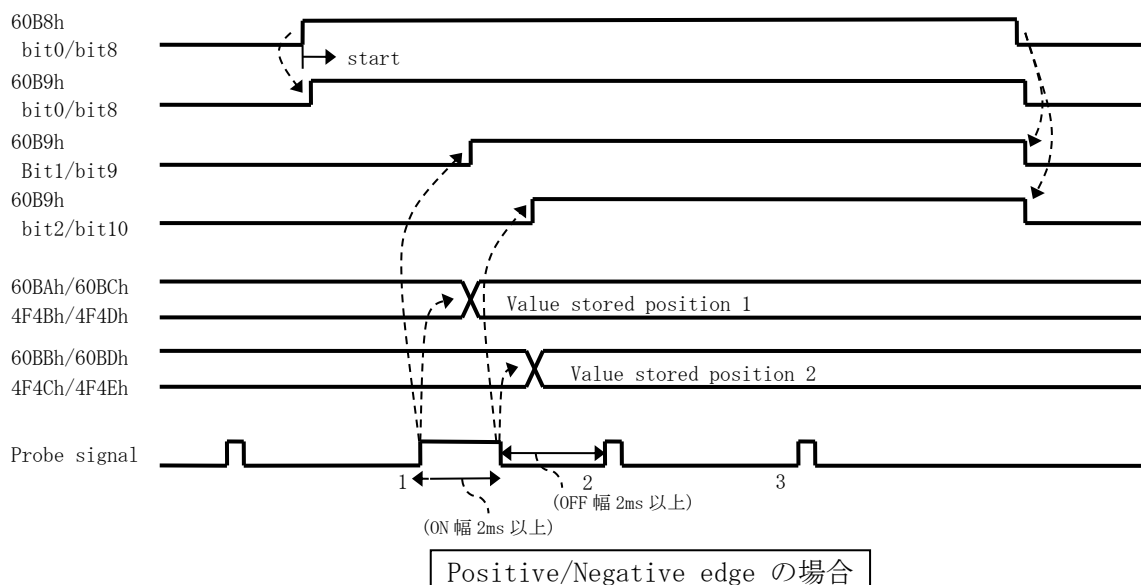 60B8h
bit0/bit8
start
60B9h
bit0/bit8
60B9h
Bit1/bit9
60B9h
bit2/bit10
60BAh/60BCh
4F4Bh/4F4Dh
Value stored position 1
60BBh/60BDh
4F4Ch/4F4Eh
Value stored position 2
Probe signal
1
2
3
(OFF 幅 2ms 以上)
(ON 幅 2ms 以上)
Positive/Negative edge の場合